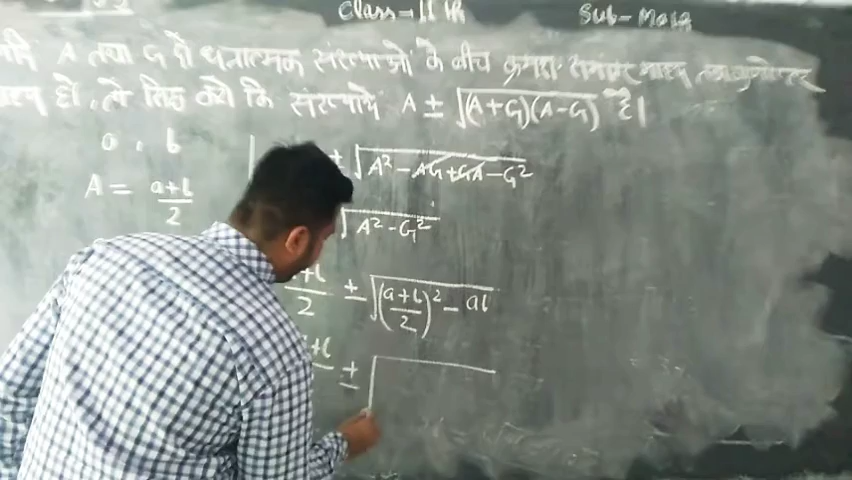 Class - 11th
Sub - Math
यदि A तथा G दो धनात्मक संख्याओं के बीच क्रमशः समांतर माध्य तथा गुणोत्तर
माध्य हो, तो सिद्ध करो कि संख्यायें A ± √(A+G)(A-G) है।
a, b
A = a+b/2
± √A² - AG + GA - G²
√A² - G²
+b/2 ± √(a+b/2)² - ab
+b ±